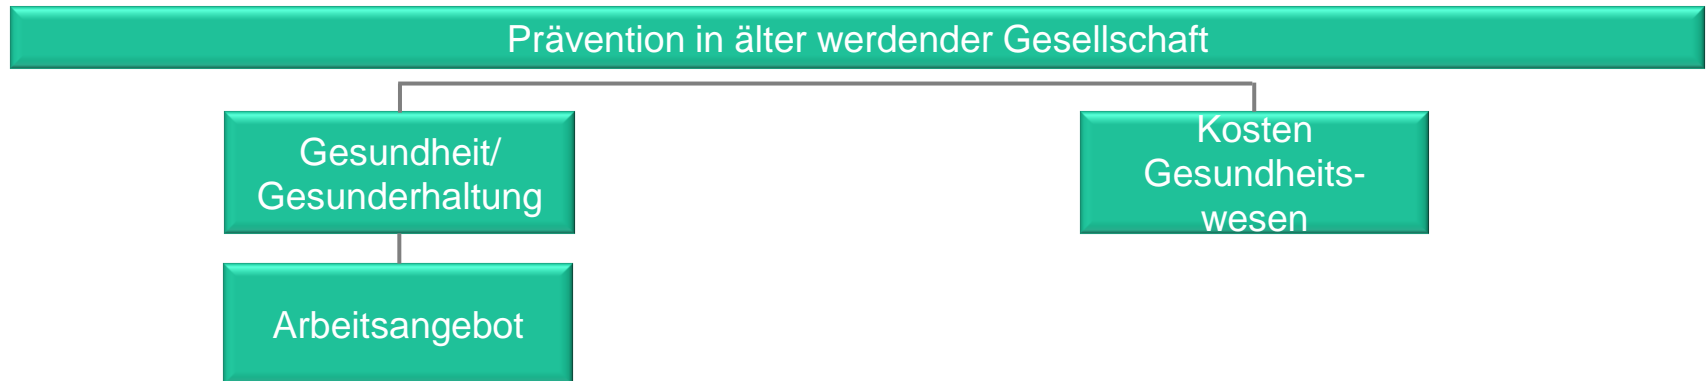 Prävention in älter werdender Gesellschaft
Gesundheit/
Gesunderhaltung
Kosten
Gesundheits-
wesen
Arbeitsangebot